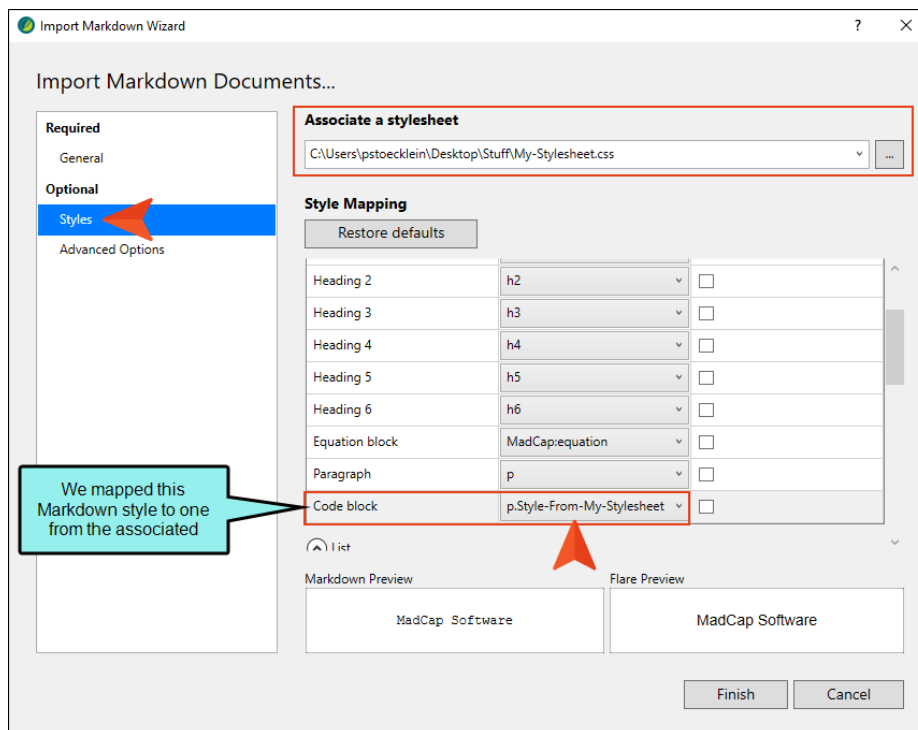 Import Markdown Wizard
?
Import Markdown Documents...
Required
General
Optional
Styles
Advanced Options
Associate a stylesheet
C:\Users\pstoecklein\Desktop\Stuff\My-Stylesheet.css
...
Style Mapping
Restore defaults
Heading 2 h2
Heading 3 h3
Heading 4 h4
Heading 5 h5
Heading 6 h6
Equation block MadCap:equation
Paragraph p
Code block p.Style-From-My-Stylesheet
List
We mapped this
Markdown style to one
from the associated
Markdown Preview
MadCap Software
Flare Preview
MadCap Software
Finish
Cancel